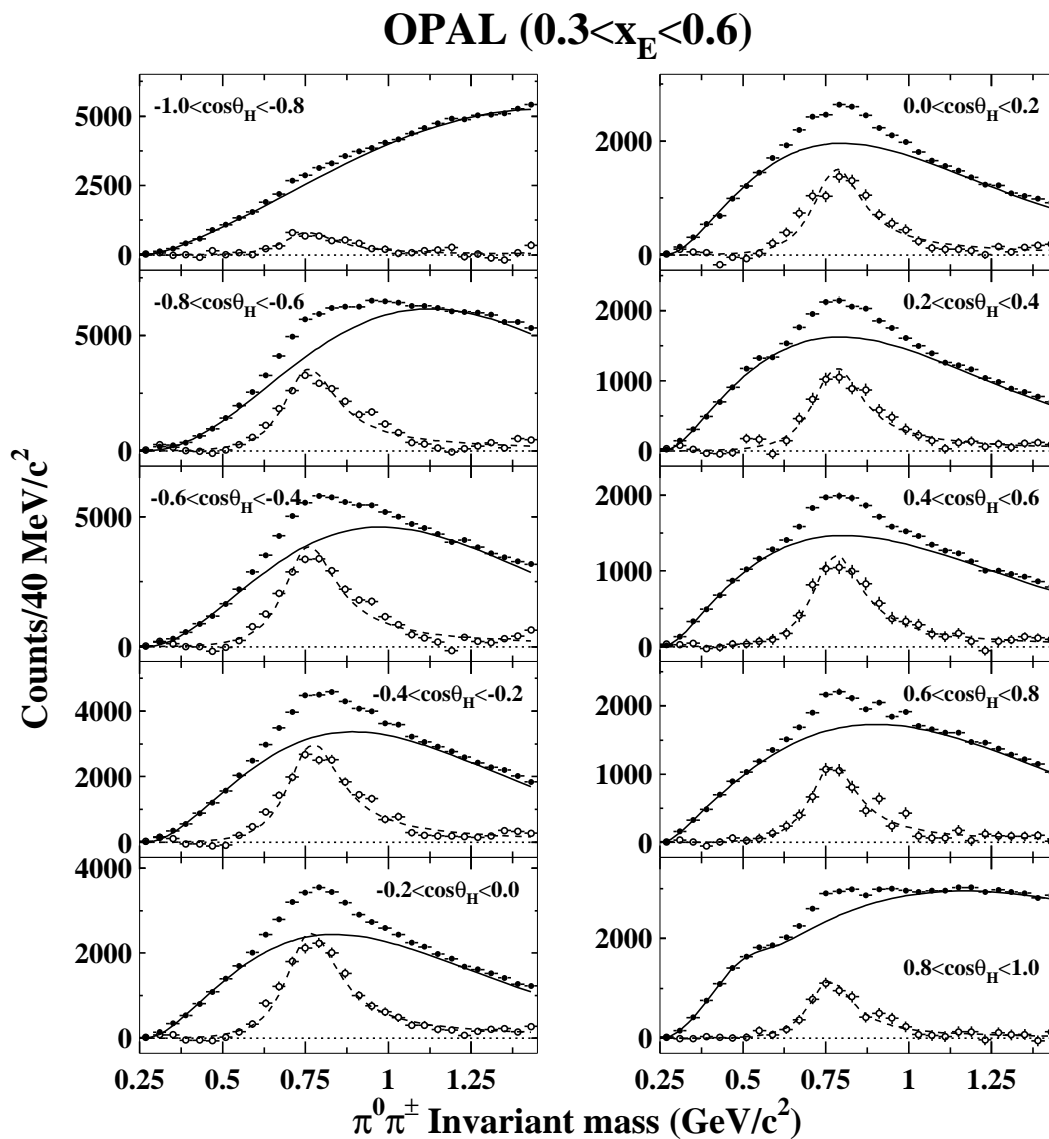 OPAL (0.3<x_E<0.6)
Counts/40 MeV/c²
-1.0<cosθ_H<-0.8
5000
2500
0
-0.8<cosθ_H<-0.6
5000
0
-0.6<cosθ_H<-0.4
5000
0
-0.4<cosθ_H<-0.2
4000
2000
0
-0.2<cosθ_H<0.0
4000
2000
0
0.25 0.5 0.75 1 1.25
0.0<cosθ_H<0.2
2000
0
0.2<cosθ_H<0.4
2000
1000
0
0.4<cosθ_H<0.6
2000
1000
0
0.6<cosθ_H<0.8
2000
1000
0
2000
0.8<cosθ_H<1.0
0
0.25 0.5 0.75 1 1.25
π⁰π± Invariant mass (GeV/c²)